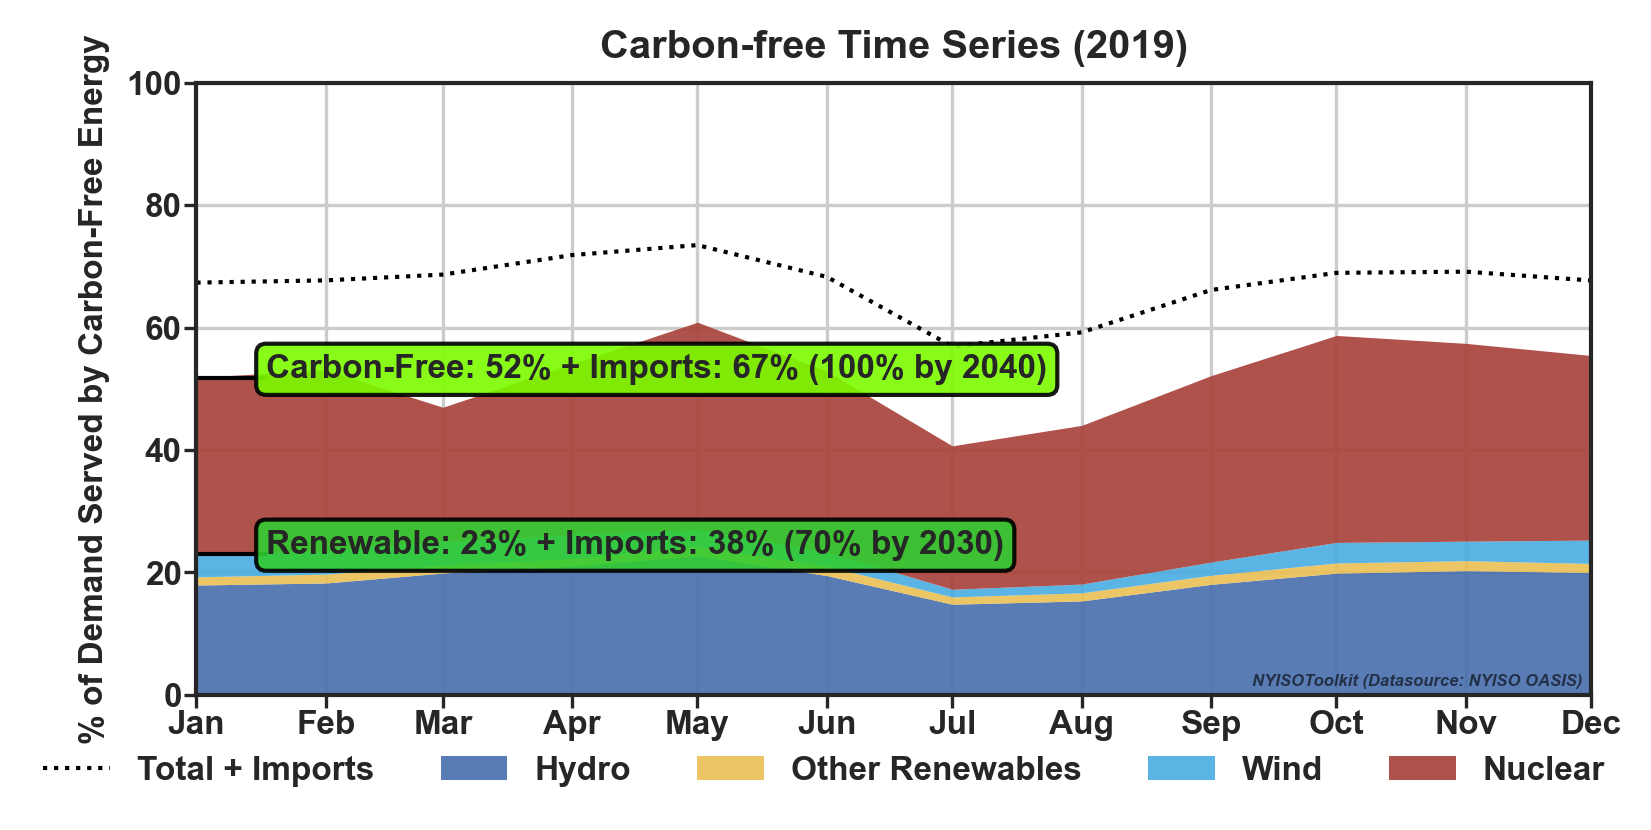 Carbon-free Time Series (2019)
% of Demand Served by Carbon-Free Energy
100
80
60
40
20
0
Carbon-Free: 52% + Imports: 67% (100% by 2040)
Renewable: 23% + Imports: 38% (70% by 2030)
NYISOToolkit (Datasource: NYISO OASIS)
Jan Feb Mar Apr May Jun Jul Aug Sep Oct Nov Dec
Total + Imports Hydro Other Renewables Wind Nuclear